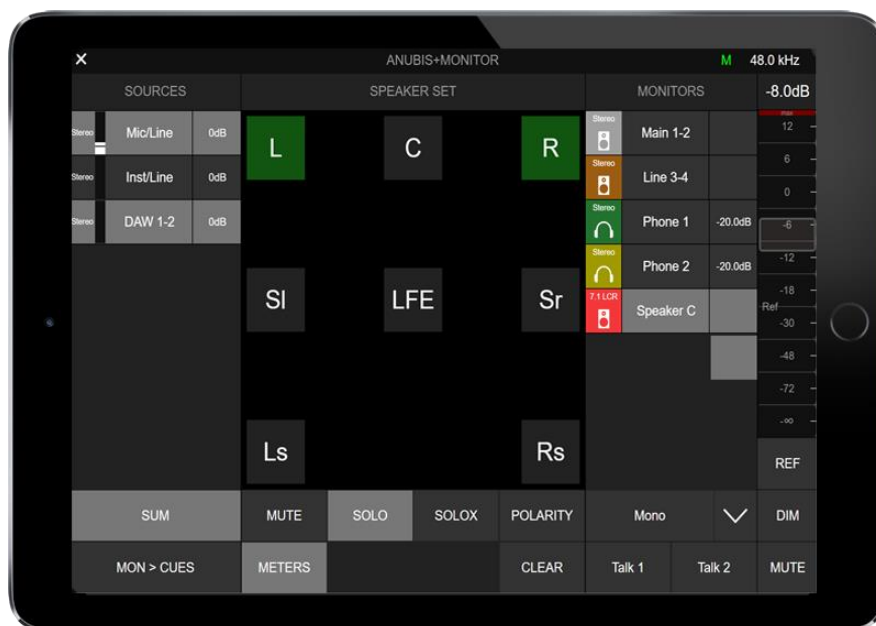 × ANUBIS+MONITOR M 48.0 kHz
SOURCES SPEAKER SET MONITORS -8.0dB
Stereo Mic/Line 0dB
Stereo Inst/Line 0dB
Stereo DAW 1-2 0dB
L C R
Sl LFE Sr
Ls Rs
Stereo Main 1-2
Stereo Line 3-4
Stereo Phone 1 -20.0dB
Stereo Phone 2 -20.0dB
7.1 LCR Speaker C
12
6
0
-6
-12
-18
Ref
-30
-48
-72
-∞
REF
SUM MUTE SOLO SOLOX POLARITY Mono DIM
MON > CUES METERS CLEAR Talk 1 Talk 2 MUTE